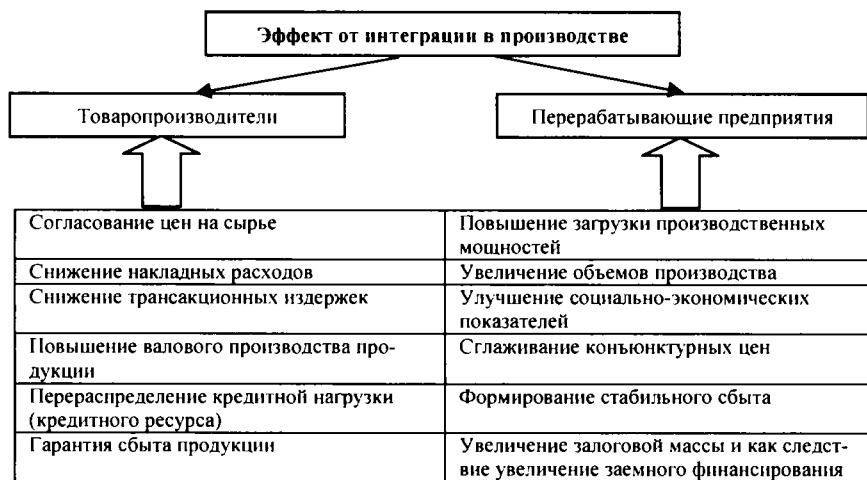 Эффект от интеграции в производстве
Товаропроизводители
Перерабатывающие предприятия
Согласование цен на сырье
Повышение загрузки производственных
мощностей
Снижение накладных расходов
Увеличение объемов производства
Снижение трансакционных издержек
Улучшение социально-экономических
показателей
Повышение валового производства про-
дукции
Сглаживание конъюнктурных цен
Перераспределение кредитной нагрузки
(кредитного ресурса)
Формирование стабильного сбыта
Гарантия сбыта продукции
Увеличение залоговой массы и как следст-
вие увеличение заемного финансирования